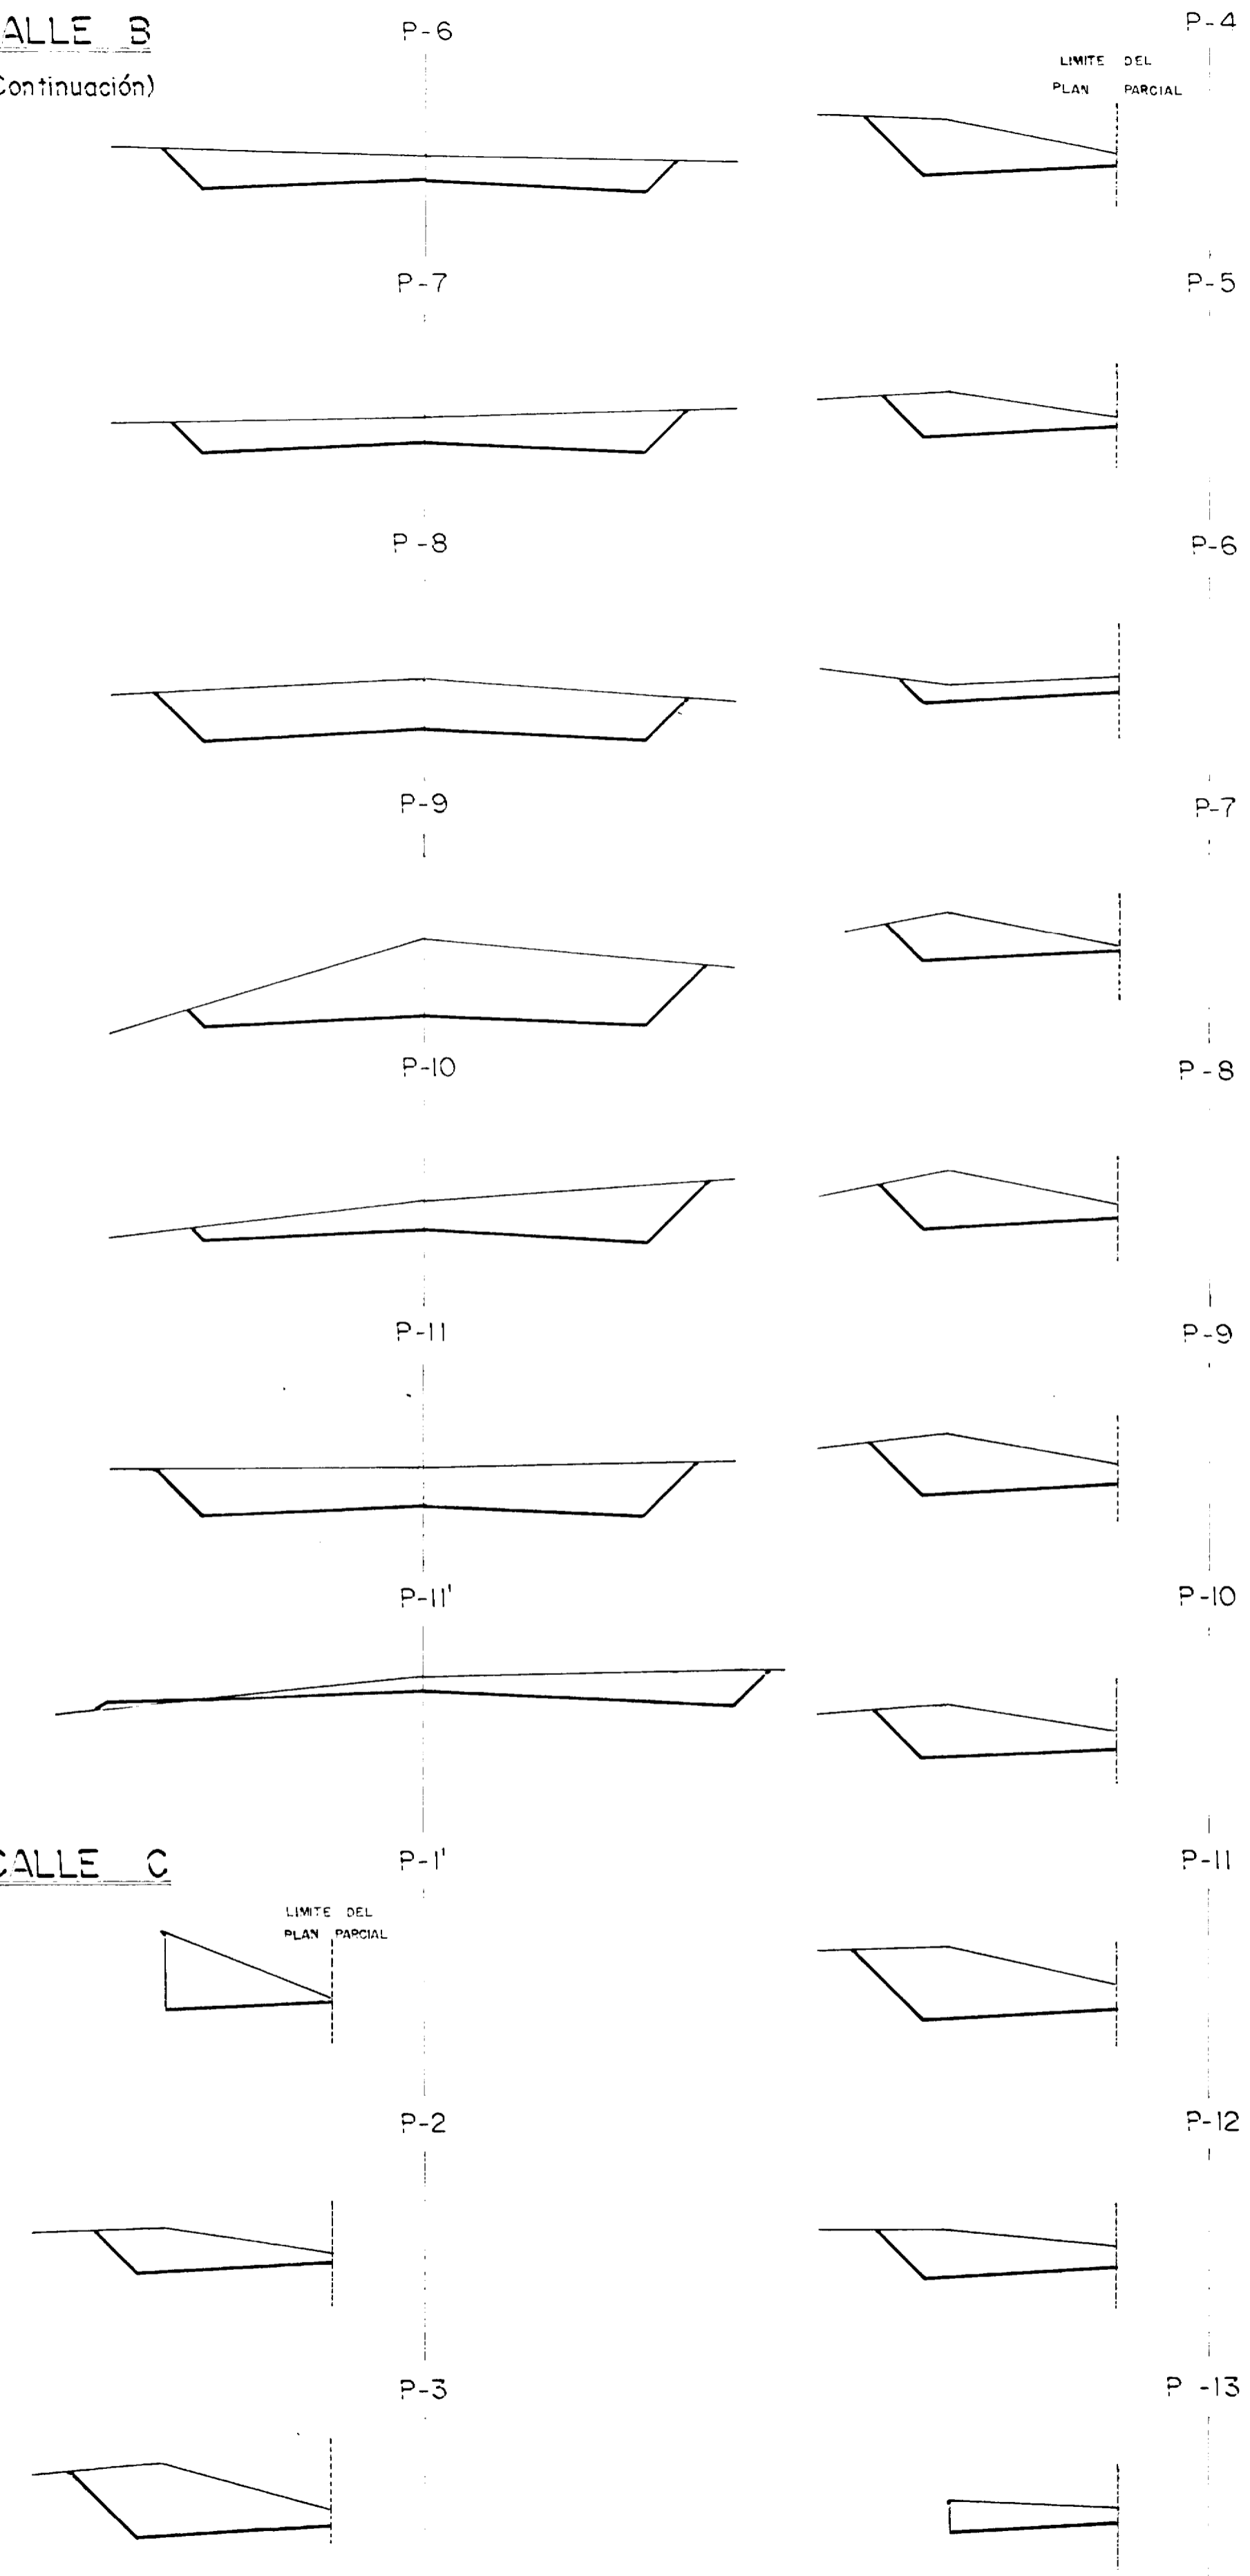 ALLE B
Continuación)
P-6
P-7
P-8
P-9
P-10
P-11
P-11'
CALLE C
P-1'
LIMITE DEL
PLAN PARCIAL
P-2
P-3
P-4
LIMITE DEL
PLAN PARCIAL
P-5
P-6
P-7
P-8
P-9
P-10
P-11
P-12
P-13